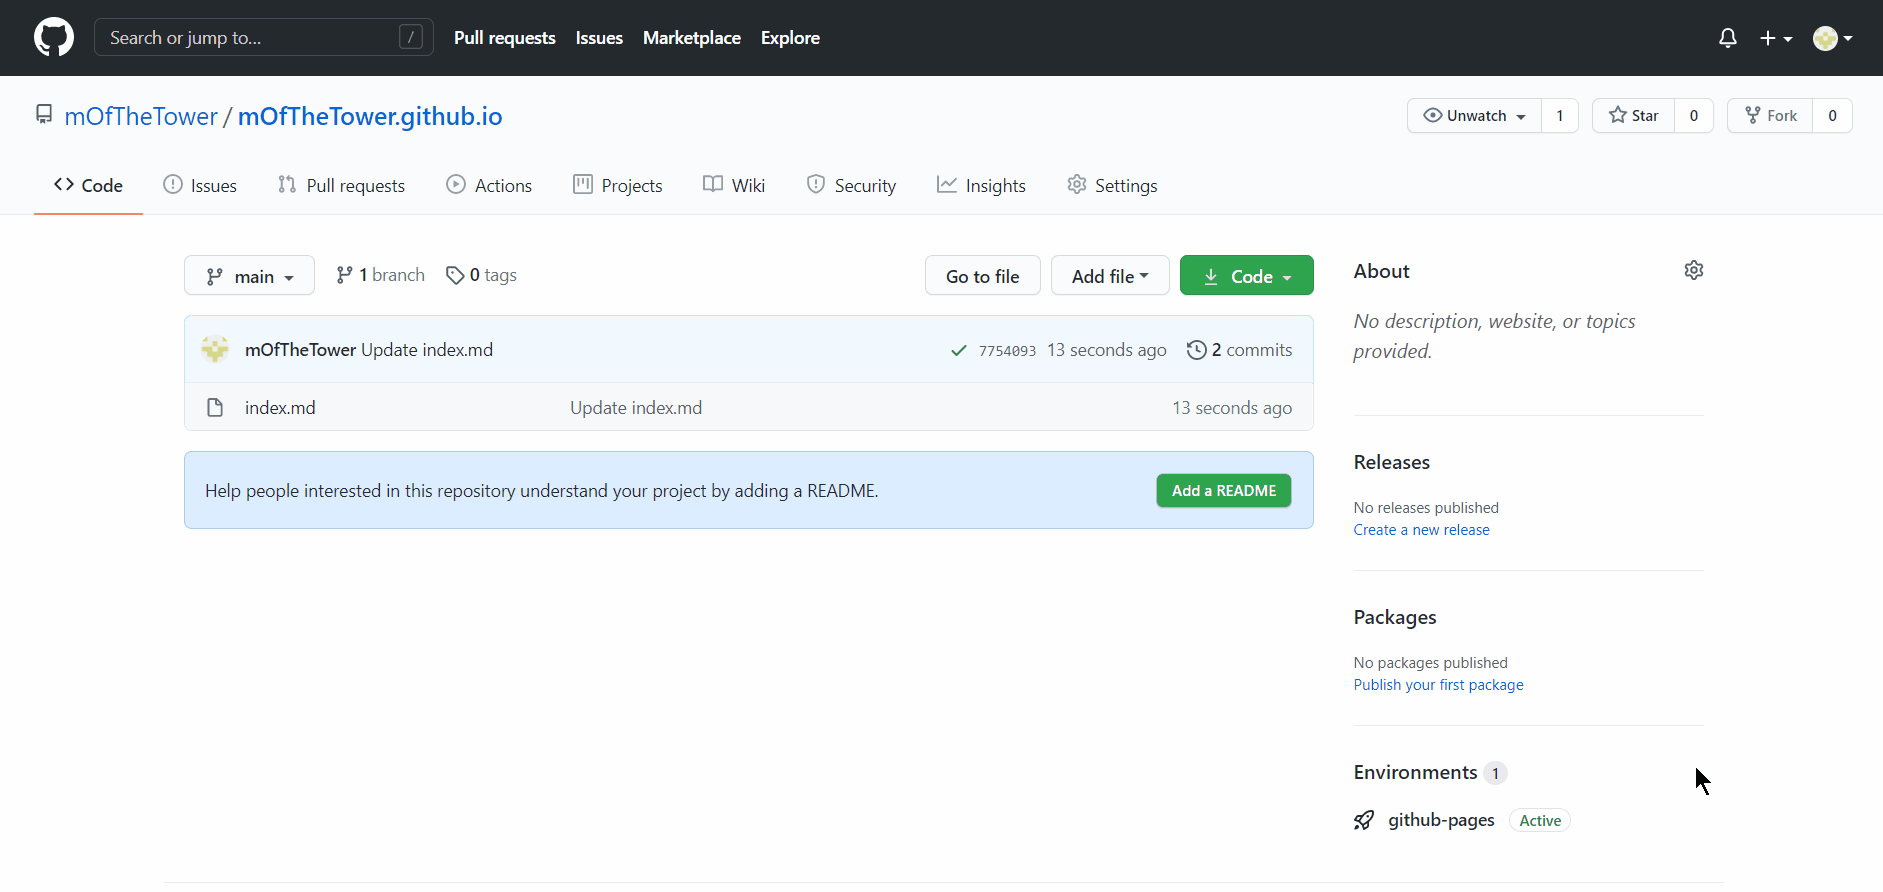 Search or jump to... /
Pull requests Issues Marketplace Explore
mOfTheTower / mOfTheTower.github.io
Unwatch 1 Star 0 Fork 0
Code Issues Pull requests Actions Projects Wiki Security Insights Settings
main 1 branch 0 tags
Go to file Add file Code
mOfTheTower Update index.md 7754093 13 seconds ago 2 commits
index.md Update index.md 13 seconds ago
Help people interested in this repository understand your project by adding a README. Add a README
About
No description, website, or topics
provided.
Releases
No releases published
Create a new release
Packages
No packages published
Publish your first package
Environments 1
github-pages Active